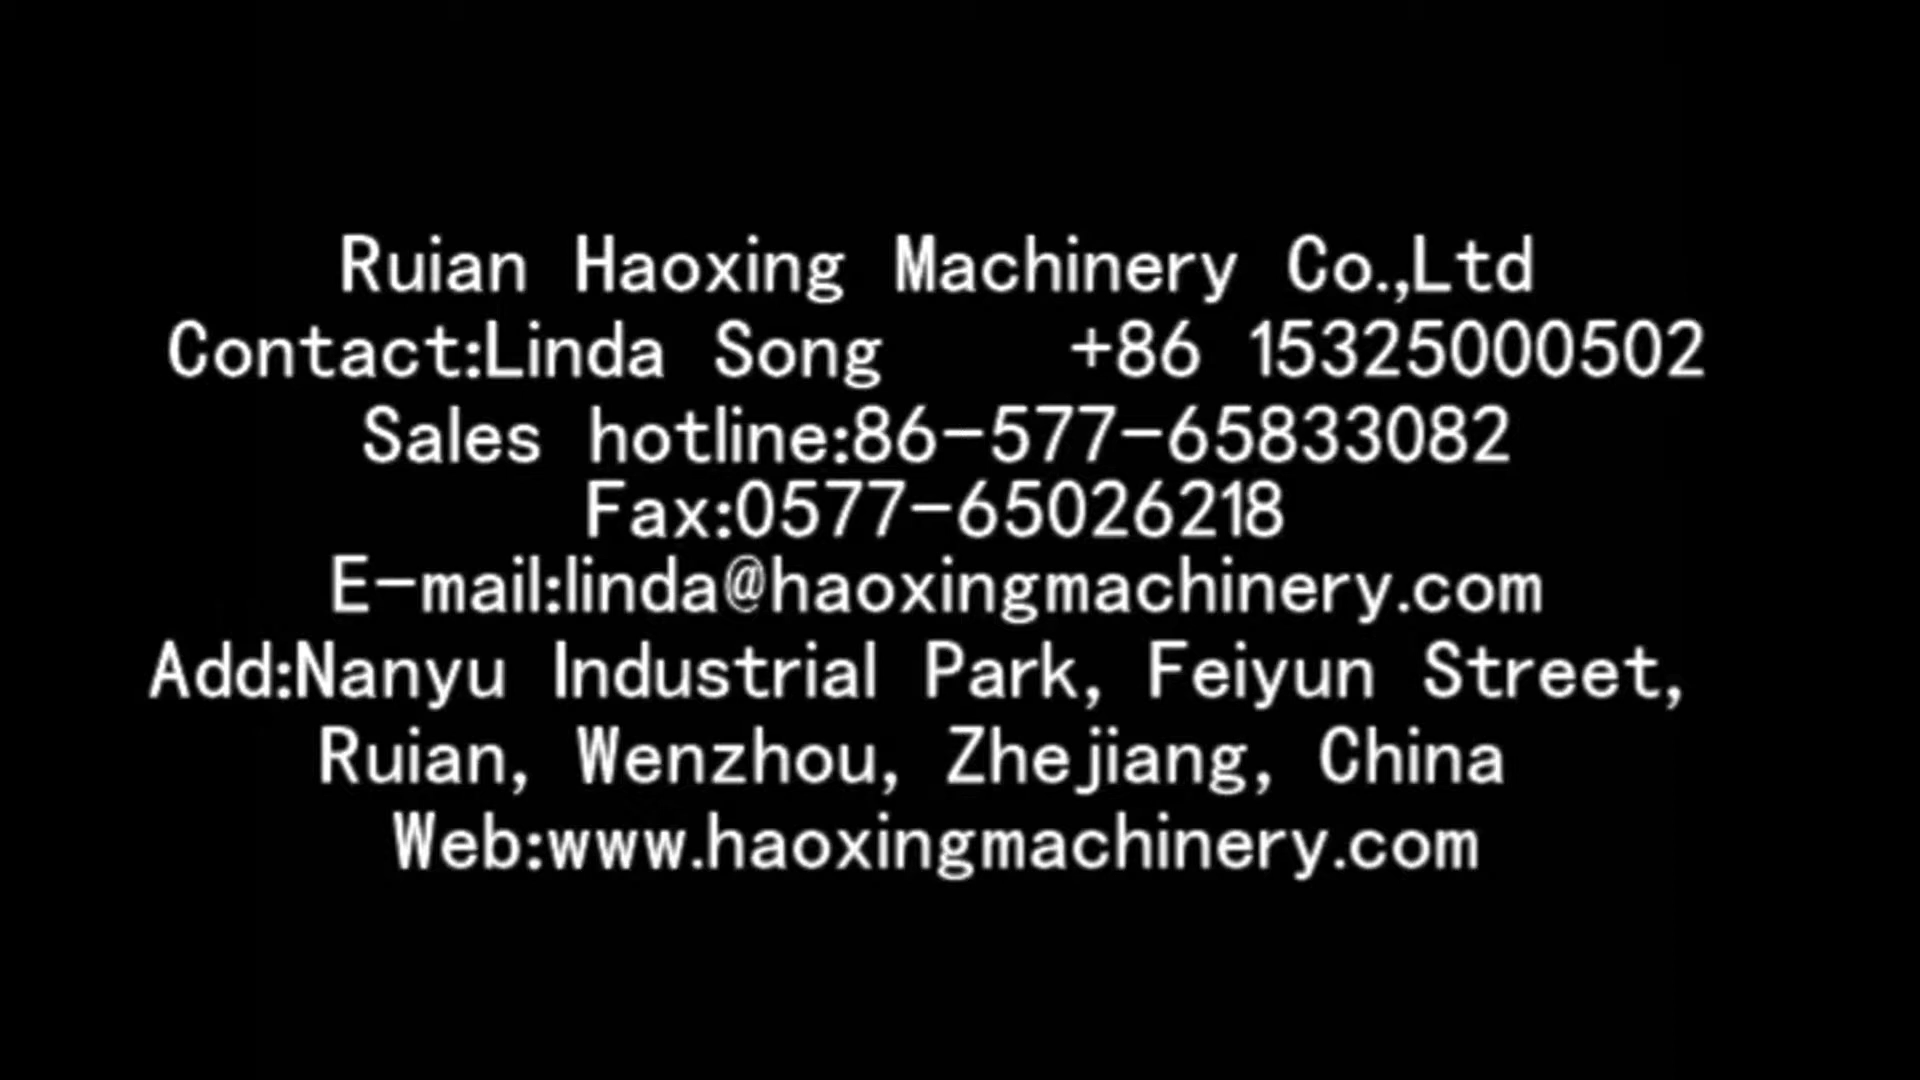 Ruian Haoxing Machinery Co.,Ltd
Contact:Linda Song +86 15325000502
Sales hotline:86-577-65833082
Fax:0577-65026218
E-mail:linda@haoxingmachinery.com
Add:Nanyu Industrial Park, Feiyun Street,
Ruian, Wenzhou, Zhejiang, China
Web:www.haoxingmachinery.com